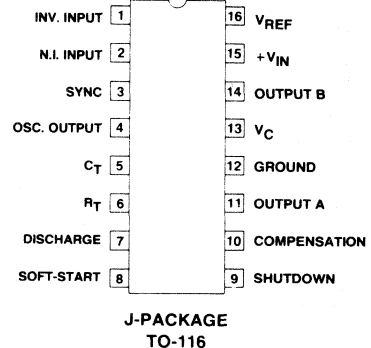 INV. INPUT 1 16 VREF
N.I. INPUT 2 15 +VIN
SYNC 3 14 OUTPUT B
OSC. OUTPUT 4 13 VC
CT 5 12 GROUND
RT 6 11 OUTPUT A
DISCHARGE 7 10 COMPENSATION
SOFT-START 8 9 SHUTDOWN
J-PACKAGE
TO-116